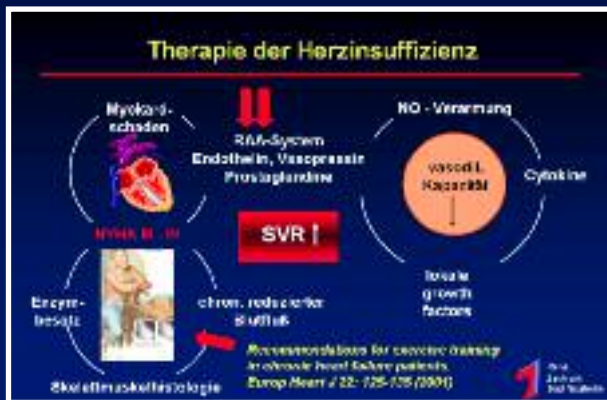 Therapie der Herzinsuffizienz
Myokard-
schaden
RAA-System
Endothelin, Vasopressin
Prostaglandine
NO - Verarmung
vasodil.
Kapazität
Cytokine
NYHA III - IV
SVR ↑
lokale
growth
factors
Enzym-
besatz
chron. reduzierter
Blutfluß
Skelettmuskelhistologie
Recommendations for exercise training
in chronic heart failure patients.
Europ Heart J 22: 125-135 (2001)